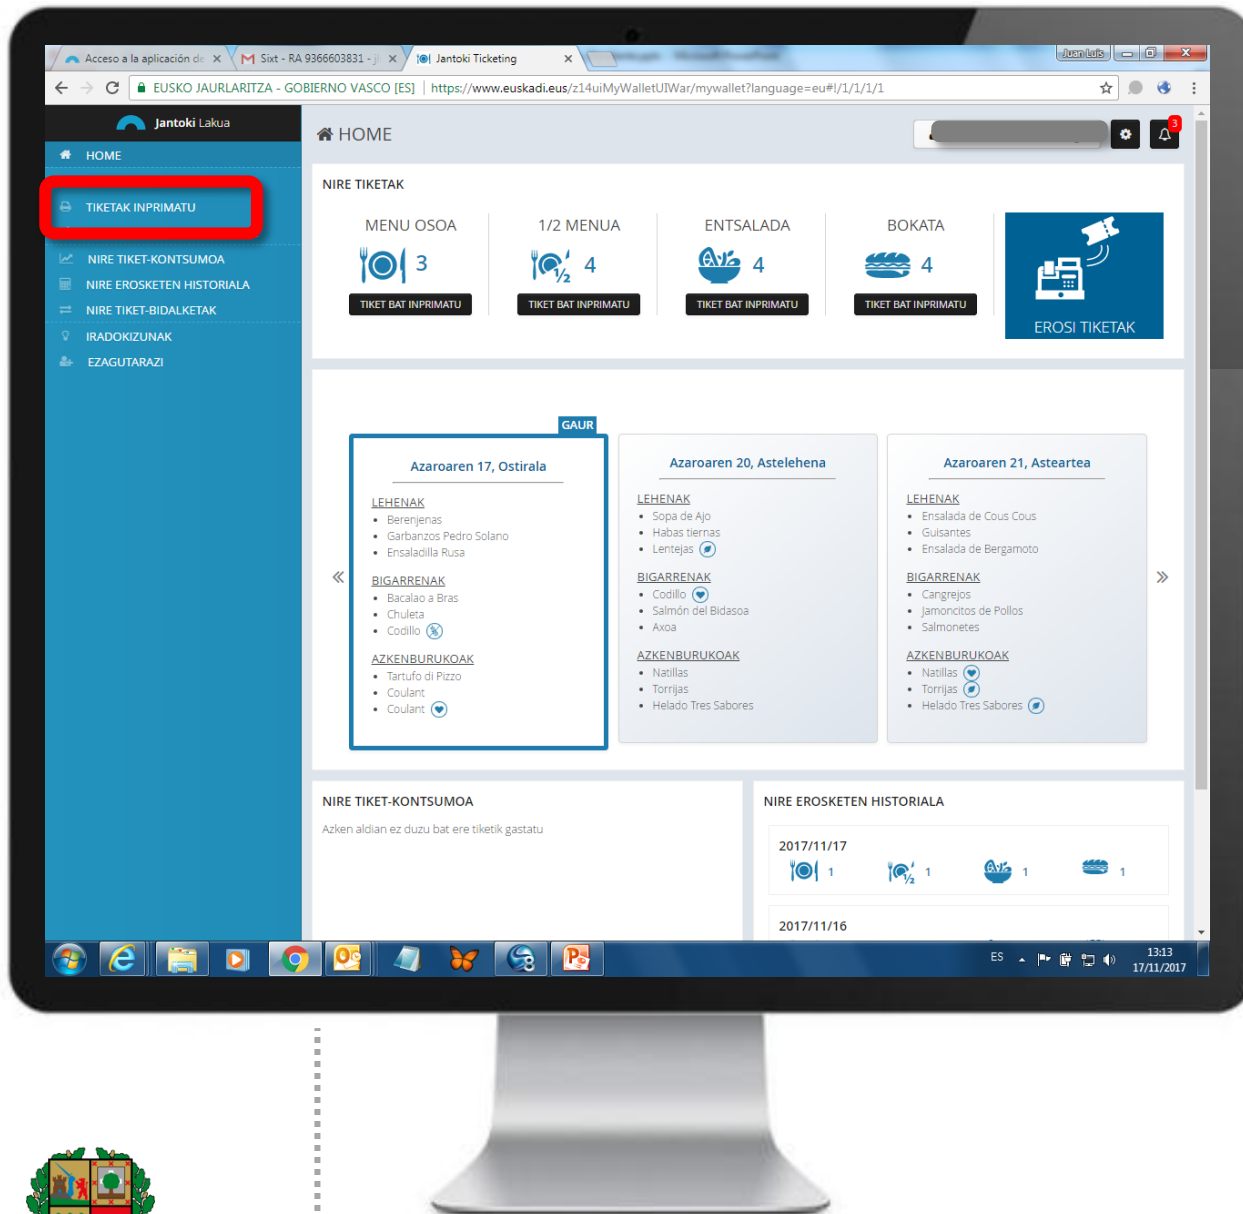 Acceso a la aplicación de
Sixt - RA 9366603831 - j
Jantoki Ticketing
Juan Luis
EUSKO JAURLARITZA - GOBIERNO VASCO [ES]
https://www.euskadi.eus/z14uiMyWalletUIWar/mywallet?language=eu#!/1/1/1/1
Jantoki Lakua
HOME
TIKETAK INPRIMATU
NIRE TIKET-KONTSUMOA
NIRE EROSKETEN HISTORIALA
NIRE TIKET-BIDALKETAK
IRADOKIZUNAK
EZAGUTARAZI
HOME
3
NIRE TIKETAK
MENU OSOA
3
TIKET BAT INPRIMATU
1/2 MENUA
1/2
4
TIKET BAT INPRIMATU
ENTSALADA
4
TIKET BAT INPRIMATU
BOKATA
4
TIKET BAT INPRIMATU
EROSI TIKETAK
GAUR
Azaroaren 17, Ostirala
LEHENAK
Berenjenas
Garbanzos Pedro Solano
Ensaladilla Rusa
BIGARRENAK
Bacalao a Bras
Chuleta
Codillo
AZKENBURUKOAK
Tartufo di Pizzo
Coulant
Coulant
Azaroaren 20, Astelehena
LEHENAK
Sopa de Ajo
Habas tiernas
Lentejas
BIGARRENAK
Codillo
Salmón del Bidasoa
Axoa
AZKENBURUKOAK
Natillas
Torrijas
Helado Tres Sabores
Azaroaren 21, Asteartea
LEHENAK
Ensalada de Cous Cous
Guisantes
Ensalada de Bergamoto
BIGARRENAK
Cangrejos
Jamoncitos de Pollos
Salmonetes
AZKENBURUKOAK
Natillas
Torrijas
Helado Tres Sabores
NIRE TIKET-KONTSUMOA
Azken aldian ez duzu bat ere tiketik gastatu
NIRE EROSKETEN HISTORIALA
2017/11/17
1
1/2 1
1
1
2017/11/16
ES
13:13
17/11/2017